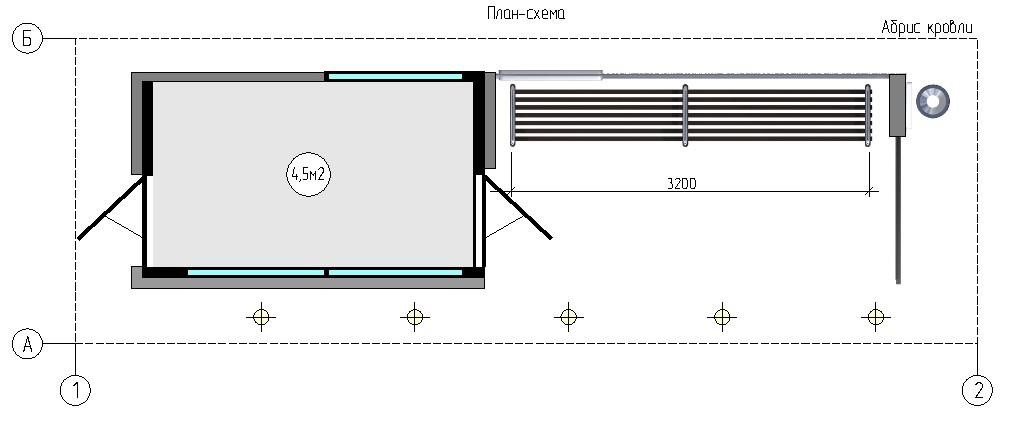 План-схема
Абрис кровли
Б
4,5м2
3200
А
1
2